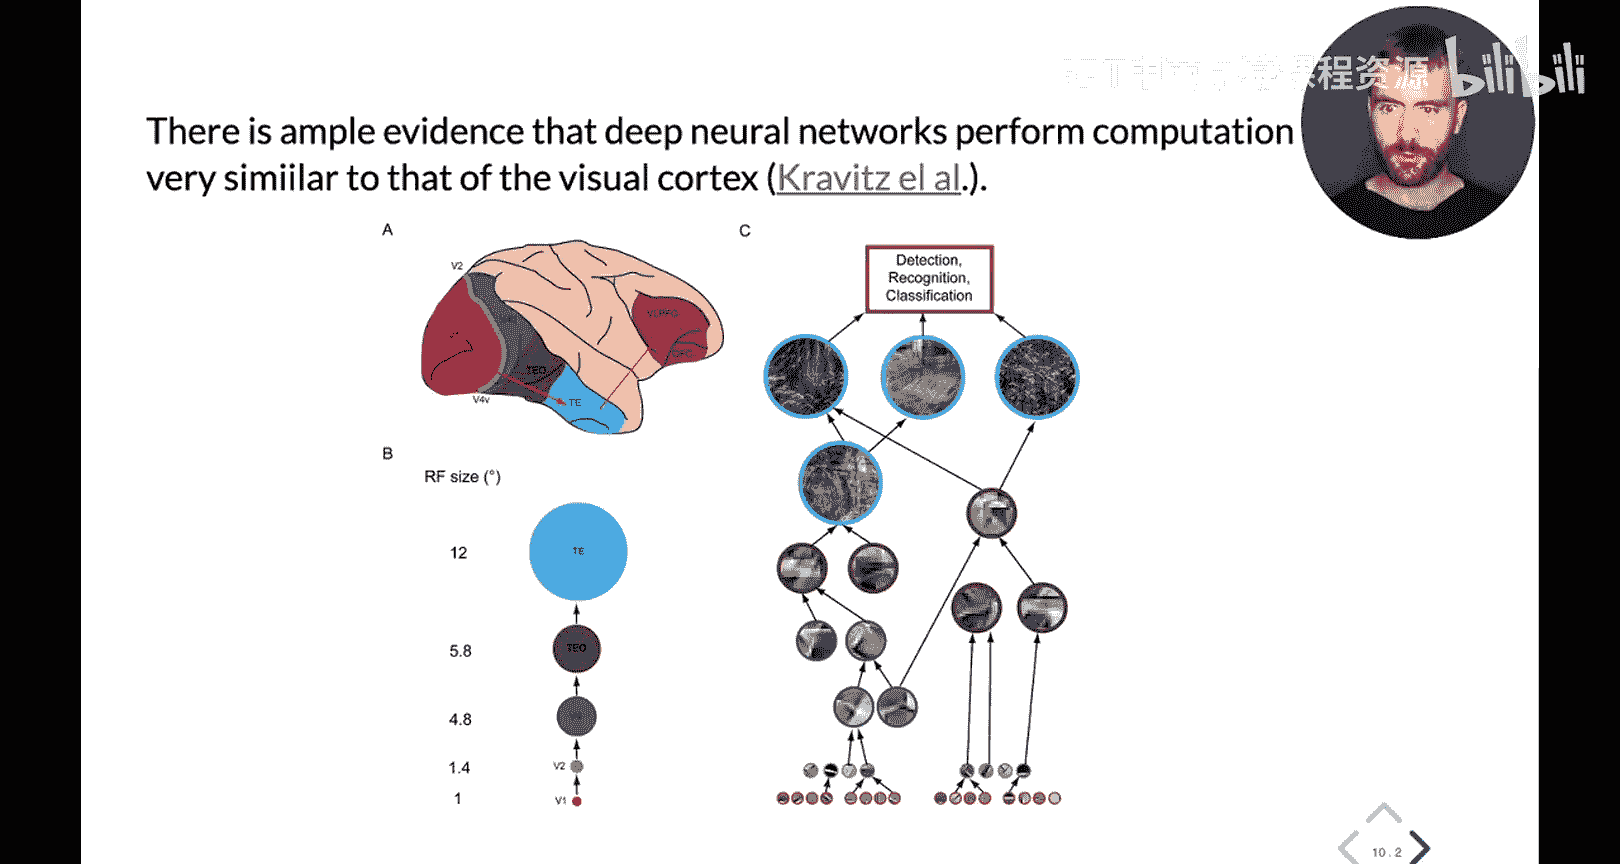 程资源 bilibili
There is ample evidence that deep neural networks perform computation
very simiilar to that of the visual cortex (Kravitz el al.).
A
C
V2
VLPFC
OFC
TEO
V4v
TE
Detection,
Recognition,
Classification
B
RF size (°)
12
TE
5.8
TEO
4.8
1.4
V2
1
V1
10.2